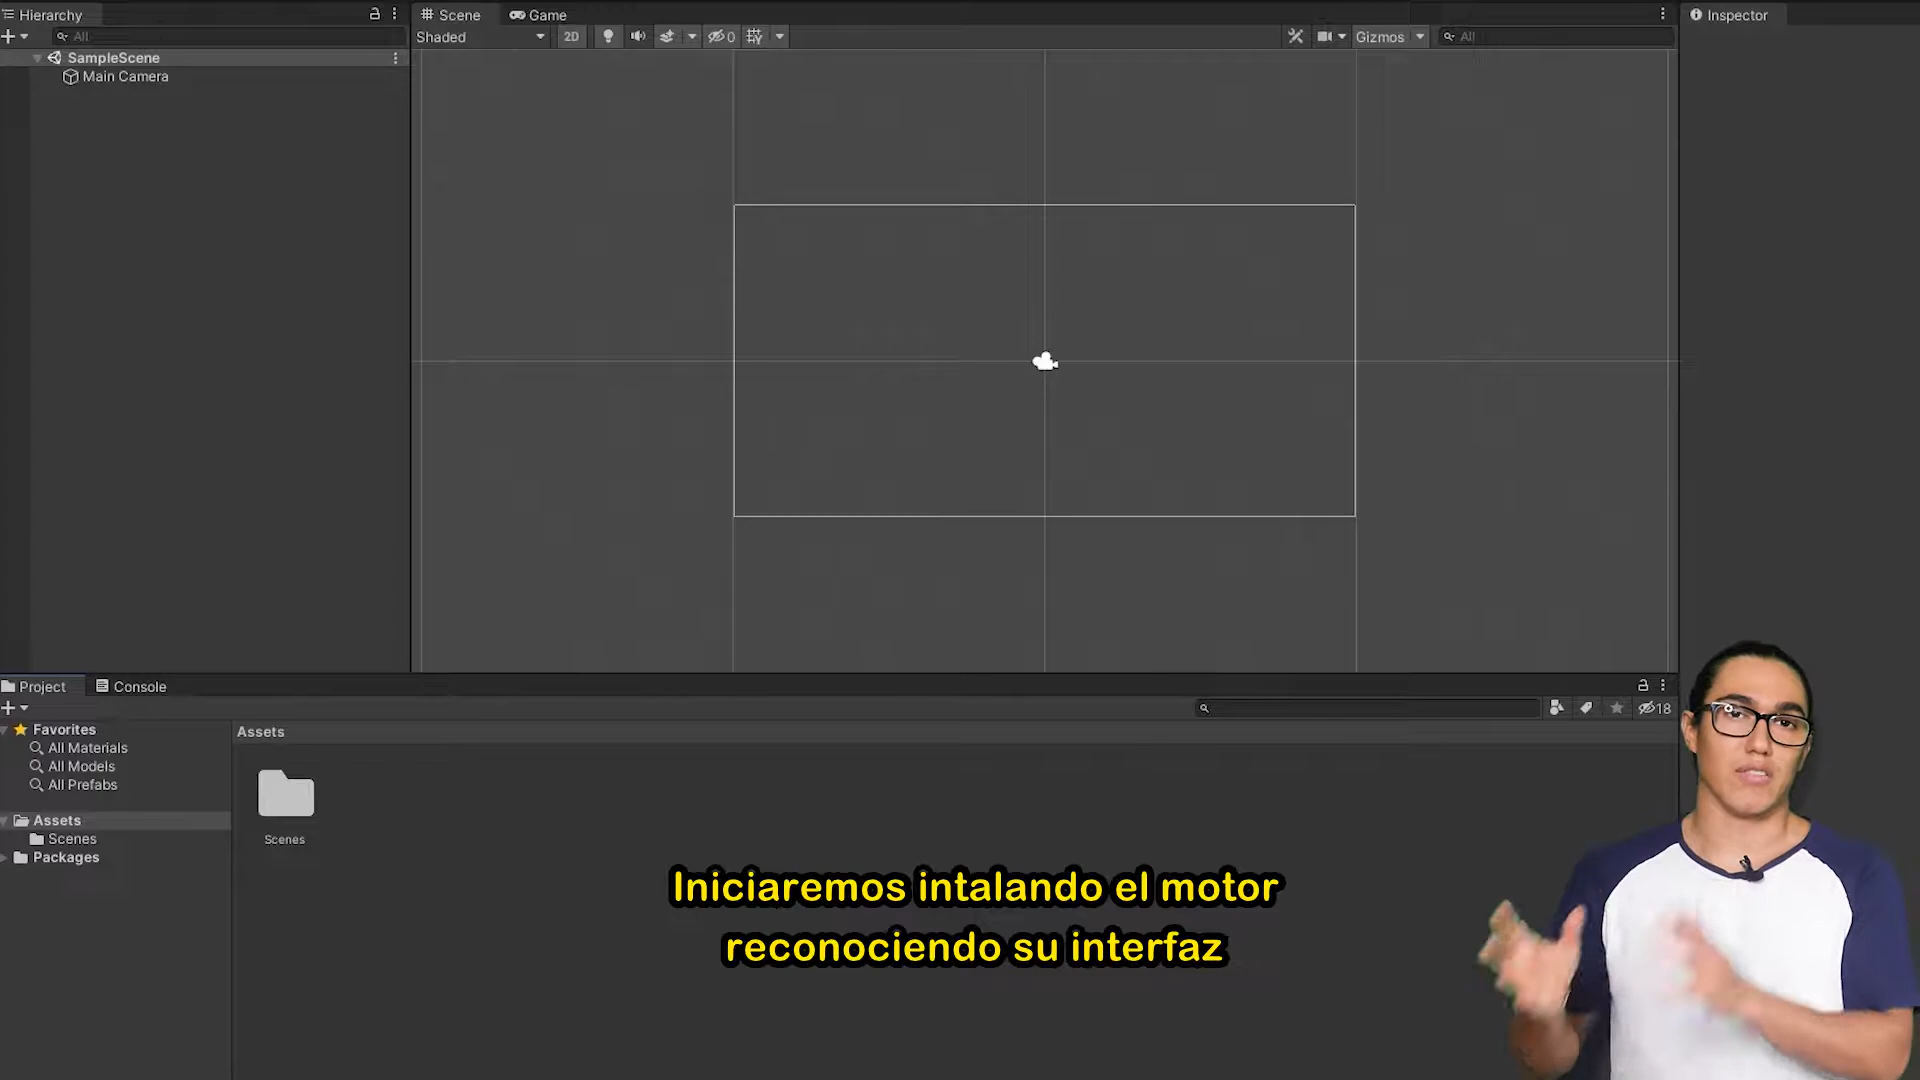 Hierarchy
Scene
Game
Inspector
All
Shaded
2D
0
Gizmos
All
SampleScene
Main Camera
Project
Console
18
Favorites
Assets
All Materials
All Models
All Prefabs
Assets
Scenes
Packages
Scenes
Iniciaremos intalando el motor
reconociendo su interfaz